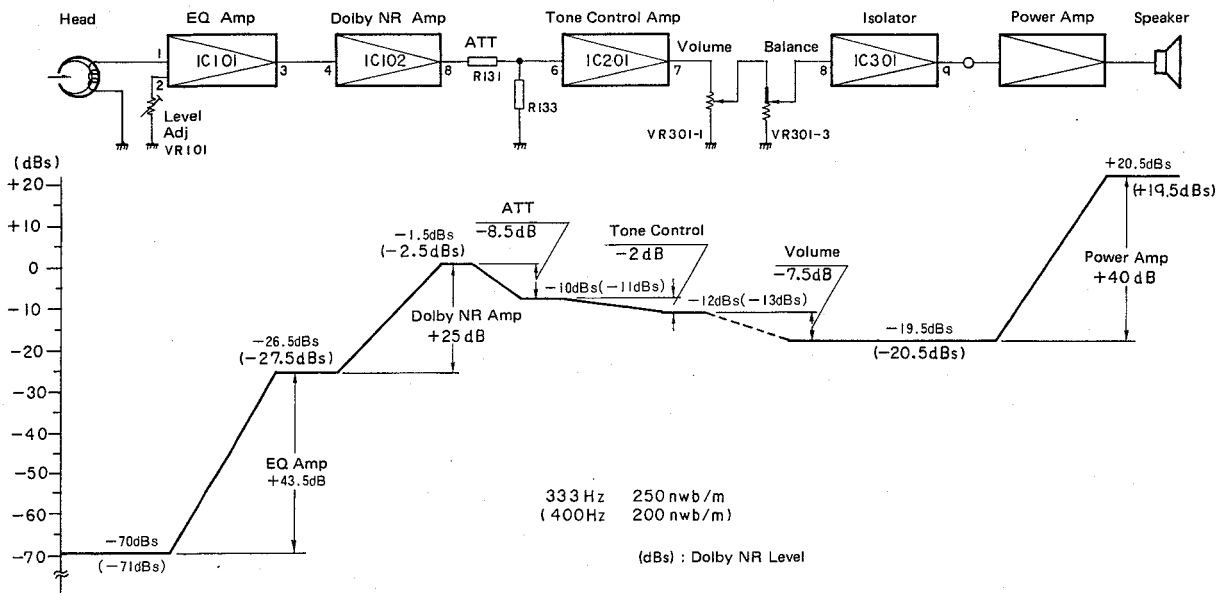 Head EQ Amp Dolby NR Amp Tone Control Amp Isolator Power Amp Speaker
ATT Volume Balance
1 IC101 3 4 IC102 8 R131 6 IC201 7 8 IC301 9
2
R133
Level
Adj
VR101
VR301-1 VR301-3
(dBs)
+20
+10
0
-10
-20
-30
-40
-50
-60
-70
-70dBs
(-71dBs)
EQ Amp
+43.5dB
-26.5dBs
(-27.5dBs)
Dolby NR Amp
+25dB
-1.5dBs
(-2.5dBs)
ATT
-8.5dB
-10dBs(-11dBs)
Tone Control
-2dB
-12dBs(-13dBs)
Volume
-7.5dB
-19.5dBs
(-20.5dBs)
Power Amp
+40dB
+20.5dBs
(+19.5dBs)
333Hz 250nwb/m
(400Hz 200nwb/m)
(dBs) : Dolby NR Level